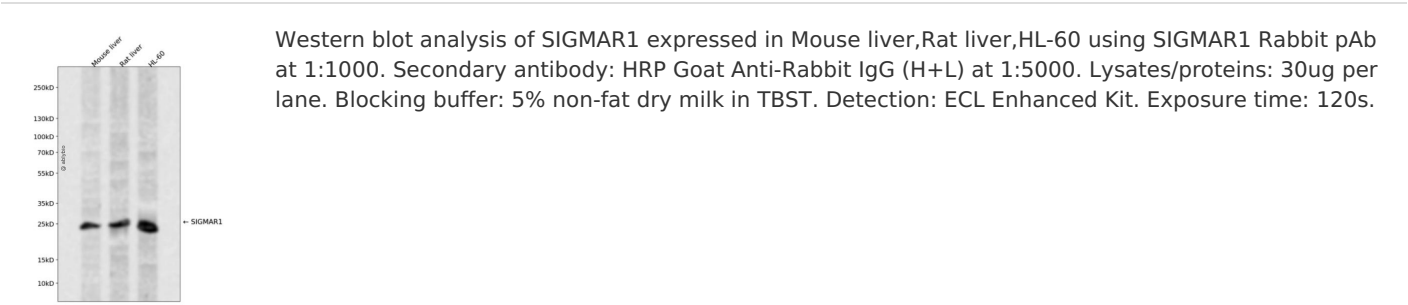 Mouse liver
Rat liver
HL-60
250kD
130kD
100kD
70kD
55kD
35kD
25kD
15kD
10kD
@ ablybio
← SIGMAR1
Western blot analysis of SIGMAR1 expressed in Mouse liver,Rat liver,HL-60 using SIGMAR1 Rabbit pAb
at 1:1000. Secondary antibody: HRP Goat Anti-Rabbit IgG (H+L) at 1:5000. Lysates/proteins: 30ug per
lane. Blocking buffer: 5% non-fat dry milk in TBST. Detection: ECL Enhanced Kit. Exposure time: 120s.